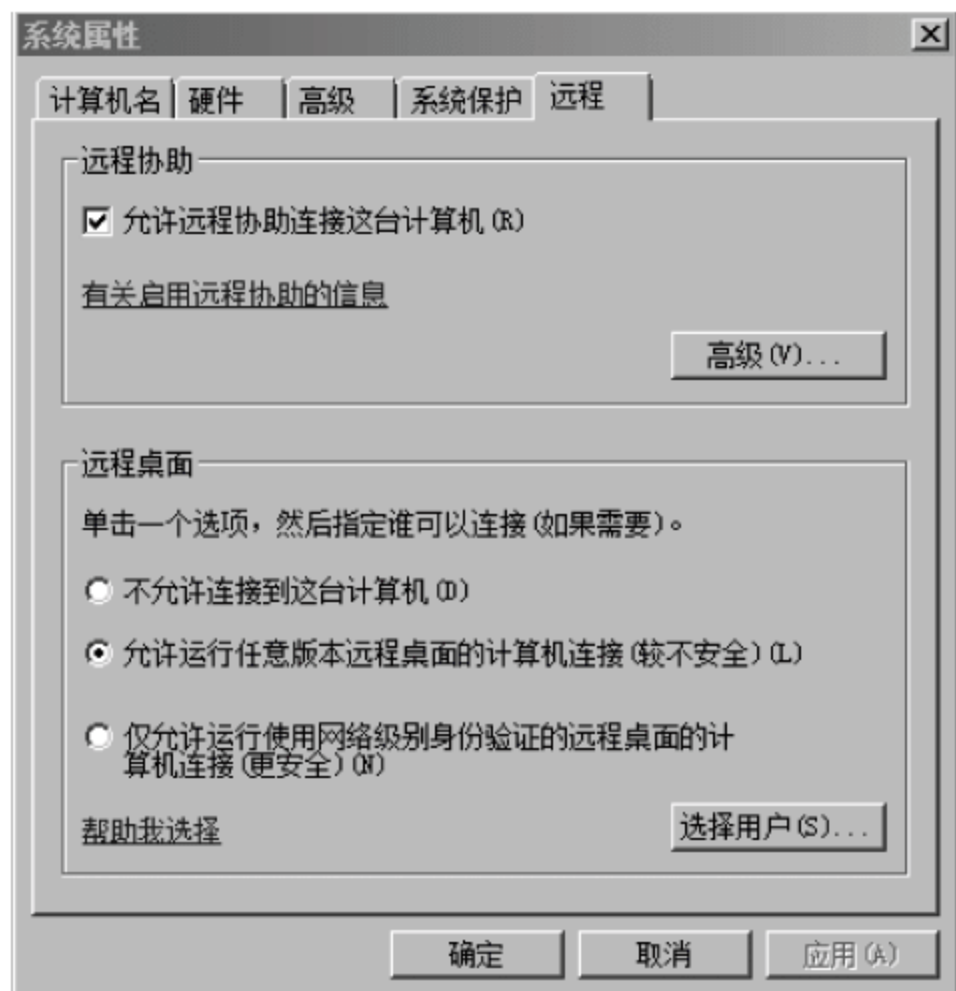 系统属性
计算机名 硬件 高级 系统保护 远程
远程协助
允许远程协助连接这台计算机(R)
有关启用远程协助的信息
高级(V)...
远程桌面
单击一个选项，然后指定谁可以连接(如果需要)。
不允许连接到这台计算机(D)
允许运行任意版本远程桌面的计算机连接(较不安全)(L)
仅允许运行使用网络级别身份验证的远程桌面的计
算机连接(更安全)(N)
帮助我选择 选择用户(S)...
确定 取消 应用(A)